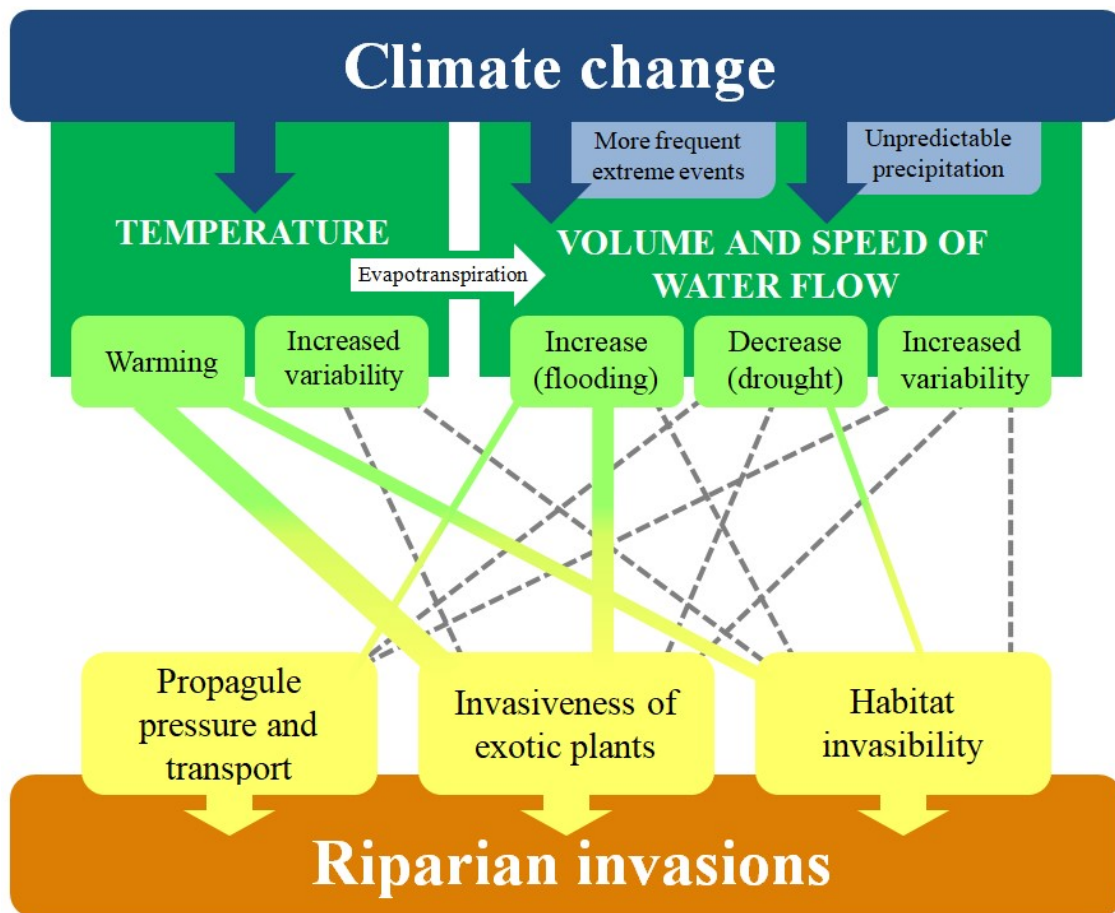 Climate change
More frequent
extreme events
Unpredictable
precipitation
TEMPERATURE
Evapotranspiration
VOLUME AND SPEED OF
WATER FLOW
Warming
Increased
variability
Increase
(flooding)
Decrease
(drought)
Increased
variability
Propagule
pressure and
transport
Invasiveness of
exotic plants
Habitat
invasibility
Riparian invasions